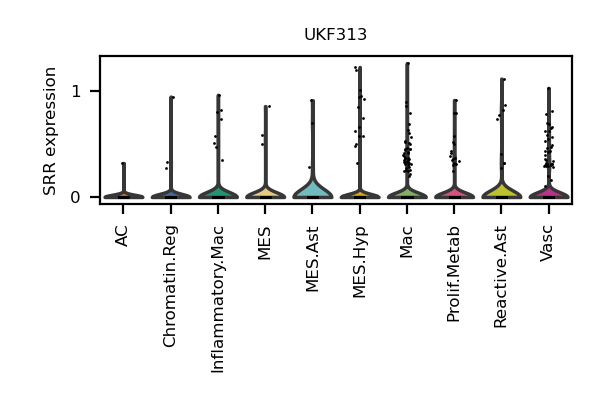 UKF313
SRR expression
1
0
AC
Chromatin.Reg
Inflammatory.Mac
MES
MES.Ast
MES.Hyp
Mac
Prolif.Metab
Reactive.Ast
Vasc